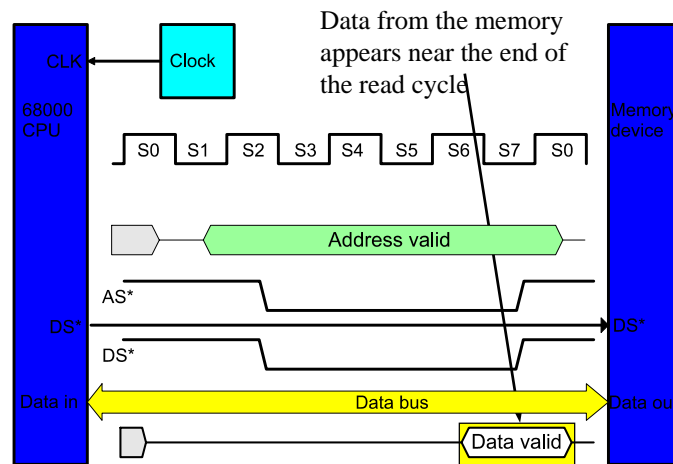 Data from the memory
appears near the end of
the read cycle
CLK
Clock
68000
CPU
Memory
device
S0 S1 S2 S3 S4 S5 S6 S7 S0
Address valid
AS*
DS*
DS*
DS*
Data in
Data bus
Data out
Data valid